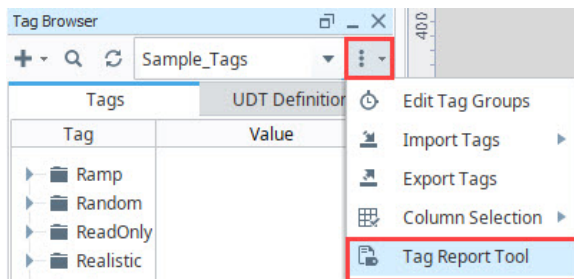 Tag Browser
Sample_Tags
Tags
UDT Definition
Tag
Value
Ramp
Random
ReadOnly
Realistic
Edit Tag Groups
Import Tags
Export Tags
Column Selection
Tag Report Tool
400